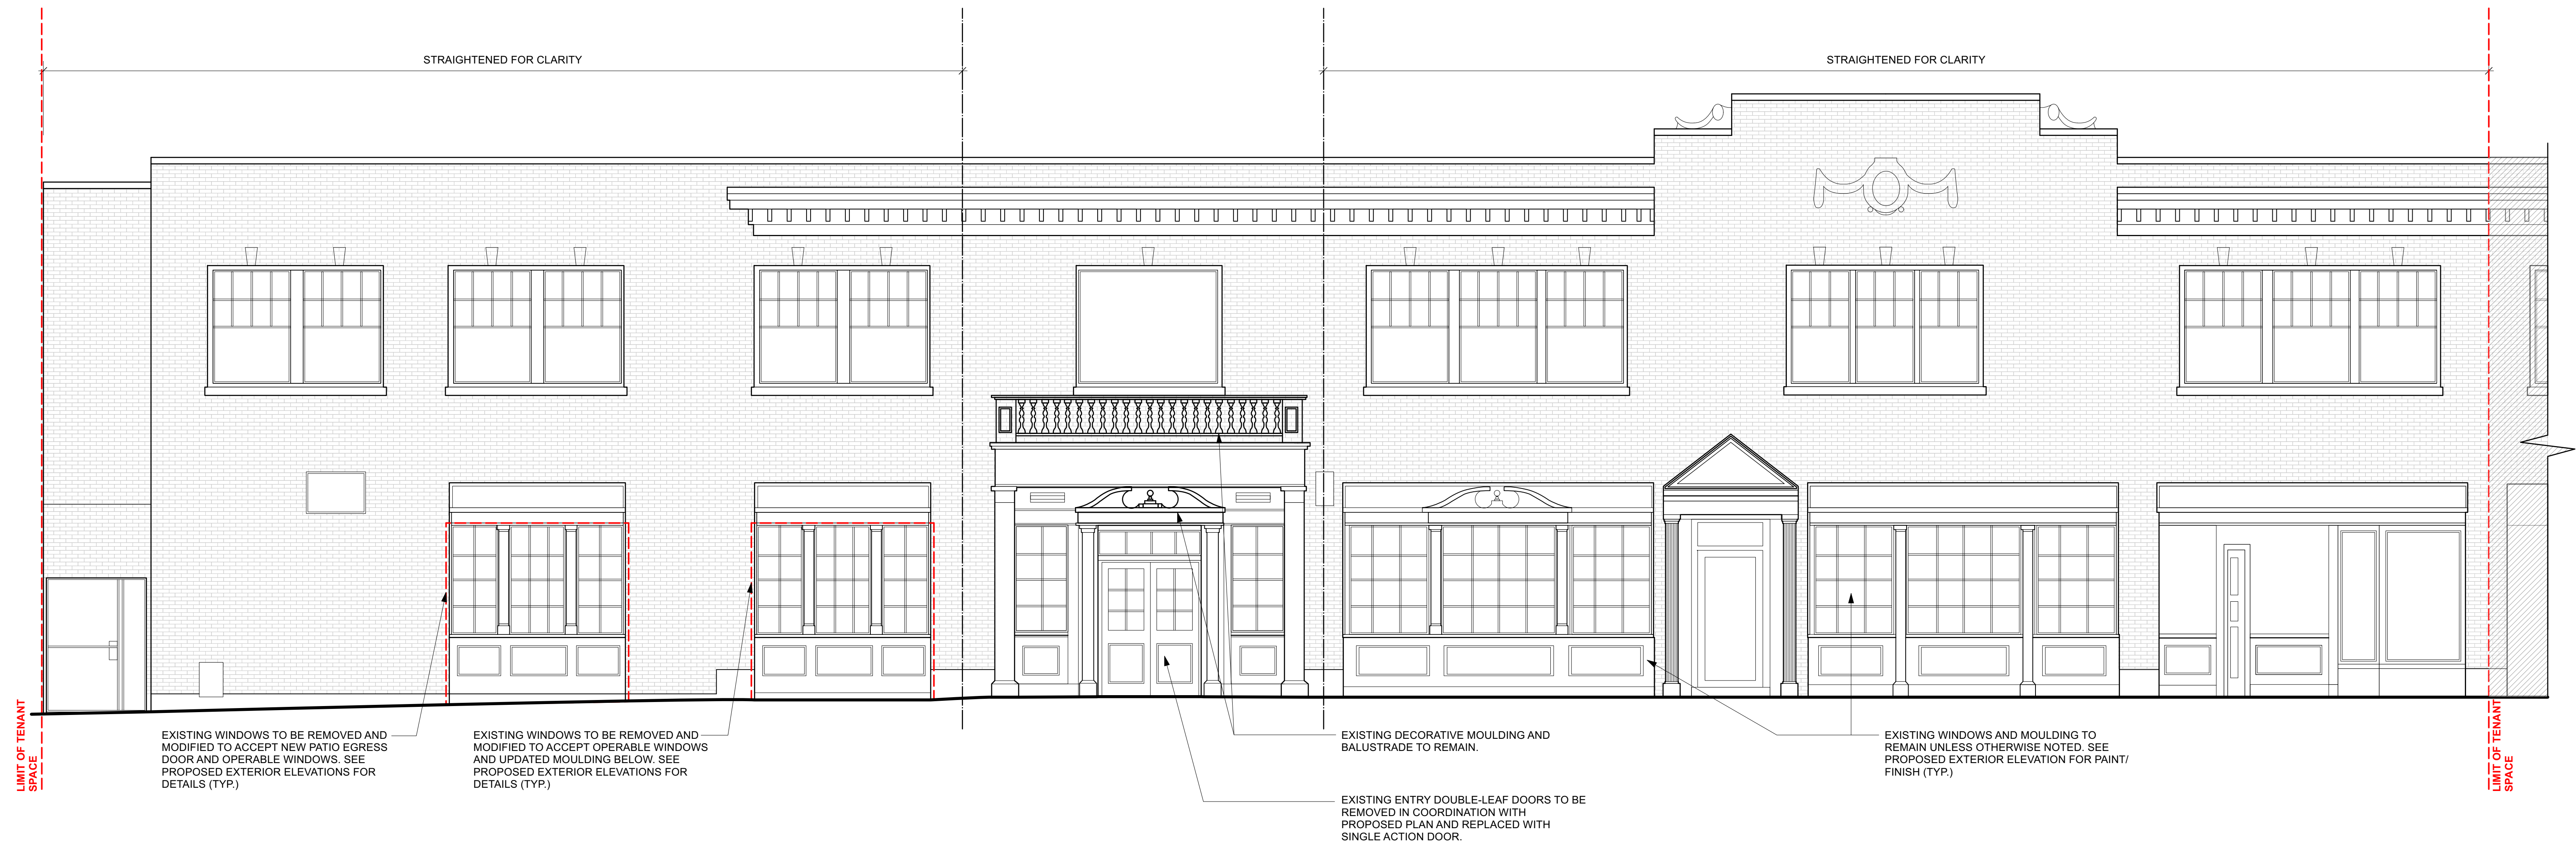 STRAIGHTENED FOR CLARITY
STRAIGHTENED FOR CLARITY
LIMIT OF TENANT
SPACE
EXISTING WINDOWS TO BE REMOVED AND
MODIFIED TO ACCEPT NEW PATIO EGRESS
DOOR AND OPERABLE WINDOWS. SEE
PROPOSED EXTERIOR ELEVATIONS FOR
DETAILS (TYP.)
EXISTING WINDOWS TO BE REMOVED AND
MODIFIED TO ACCEPT OPERABLE WINDOWS
AND UPDATED MOULDING BELOW. SEE
PROPOSED EXTERIOR ELEVATIONS FOR
DETAILS (TYP.)
EXISTING DECORATIVE MOULDING AND
BALUSTRADE TO REMAIN.
EXISTING ENTRY DOUBLE-LEAF DOORS TO BE
REMOVED IN COORDINATION WITH
PROPOSED PLAN AND REPLACED WITH
SINGLE ACTION DOOR.
EXISTING WINDOWS AND MOULDING TO
REMAIN UNLESS OTHERWISE NOTED. SEE
PROPOSED EXTERIOR ELEVATION FOR PAINT/
FINISH (TYP.)
LIMIT OF TENANT
SPACE